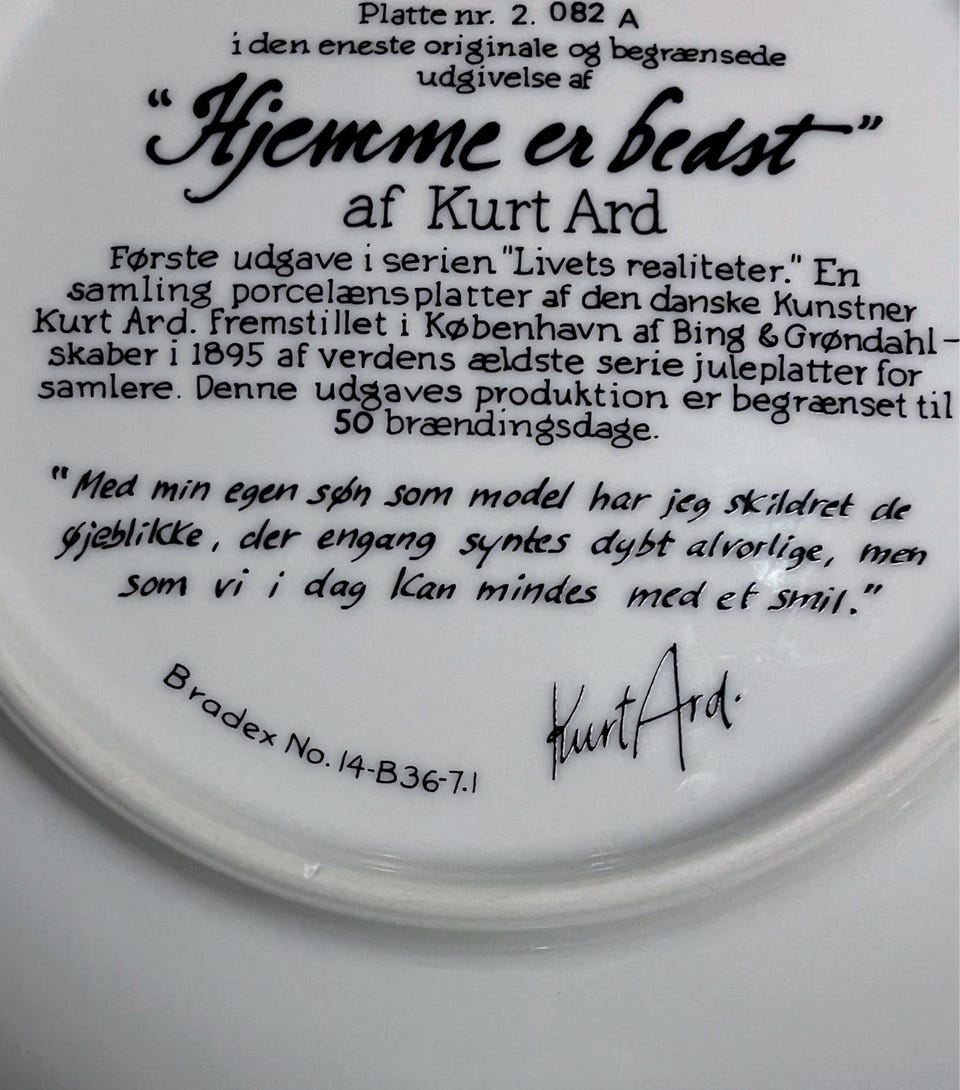 Platte nr. 2. 082 A
i den eneste originale og begrænsede
udgivelse af
"Hjemme er bedst"
af Kurt Ard
Første udgave i serien "Livets realiteter." En
samling porcelænsplatter af den danske Kunstner
Kurt Ard. Fremstillet i København af Bing & Grøndahl-
skaber i 1895 af verdens ældste serie juleplatter for
samlere. Denne udgaves produktion er begrænset til
50 brændingsdage.
"Med min egen søn som model har jeg skildret de
øjeblikke, der engang syntes dybt alvorlige, men
som vi i dag kan mindes med et smil."
Kurt Ard.
Bradex No. 14-B36-7.1